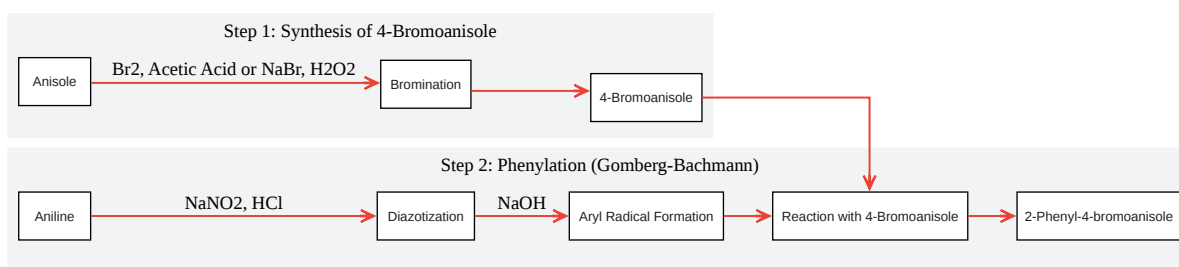 Step 1: Synthesis of 4-Bromoanisole
Anisole
Br2, Acetic Acid or NaBr, H2O2
Bromination
4-Bromoanisole
Step 2: Phenylation (Gomberg-Bachmann)
Aniline
NaNO2, HCl
Diazotization
NaOH
Aryl Radical Formation
Reaction with 4-Bromoanisole
2-Phenyl-4-bromoanisole